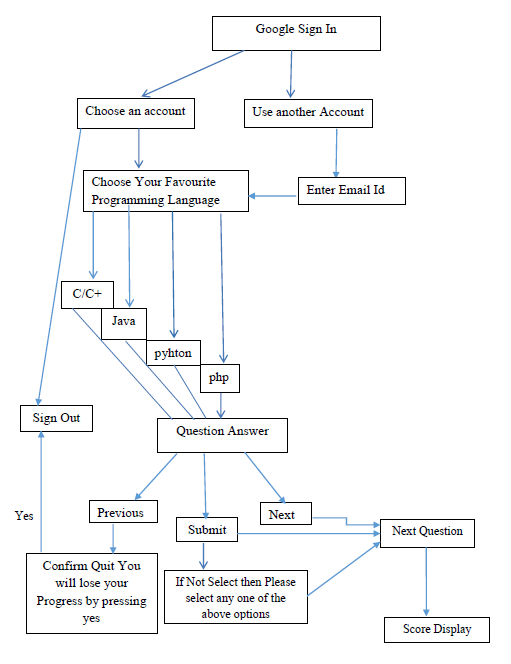 Google Sign In
Choose an account
Use another Account
Choose Your Favourite
Programming Language
Enter Email Id
C/C+
Java
pyhton
php
Sign Out
Question Answer
Yes
Previous
Submit
Next
Next Question
Confirm Quit You
will lose your
Progress by pressing
yes
If Not Select then Please
select any one of the
above options
Score Display